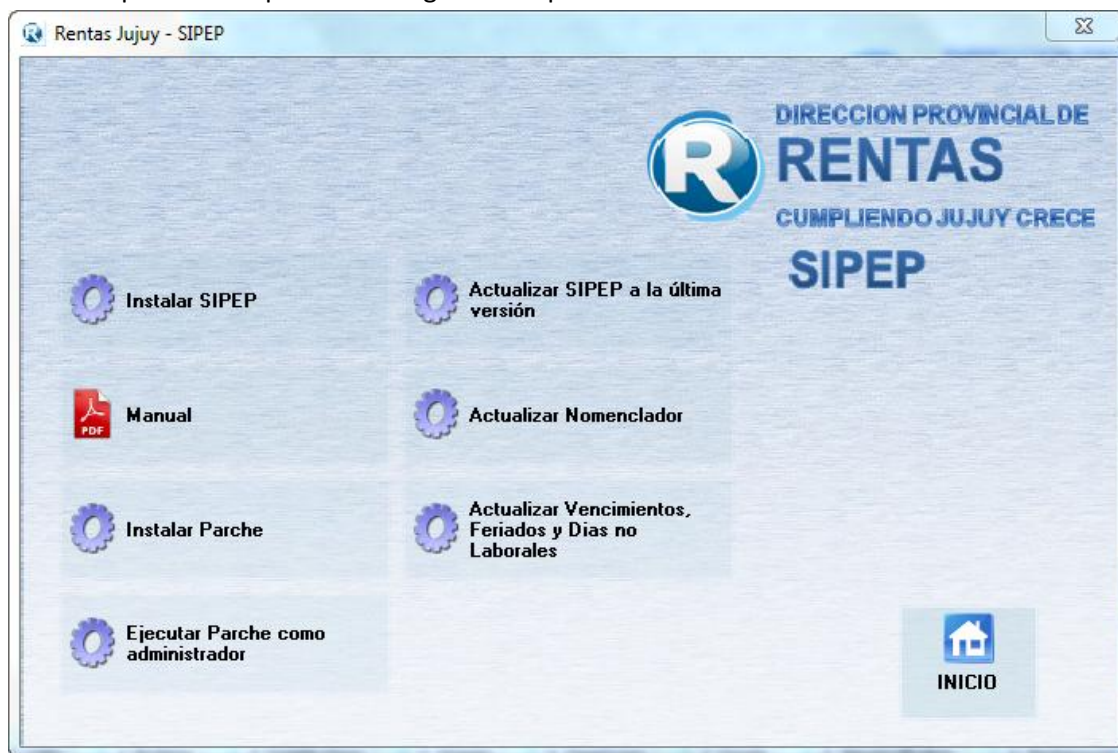 Rentas Jujuy - SIPEP
DIRECCION PROVINCIAL DE
RENTAS
CUMPLIENDO JUJUY CRECE
SIPEP
Instalar SIPEP
Actualizar SIPEP a la última
versión
Manual
Actualizar Nomenclador
Instalar Parche
Actualizar Vencimientos,
Feriados y Dias no
Laborales
Ejecutar Parche como
administrador
INICIO